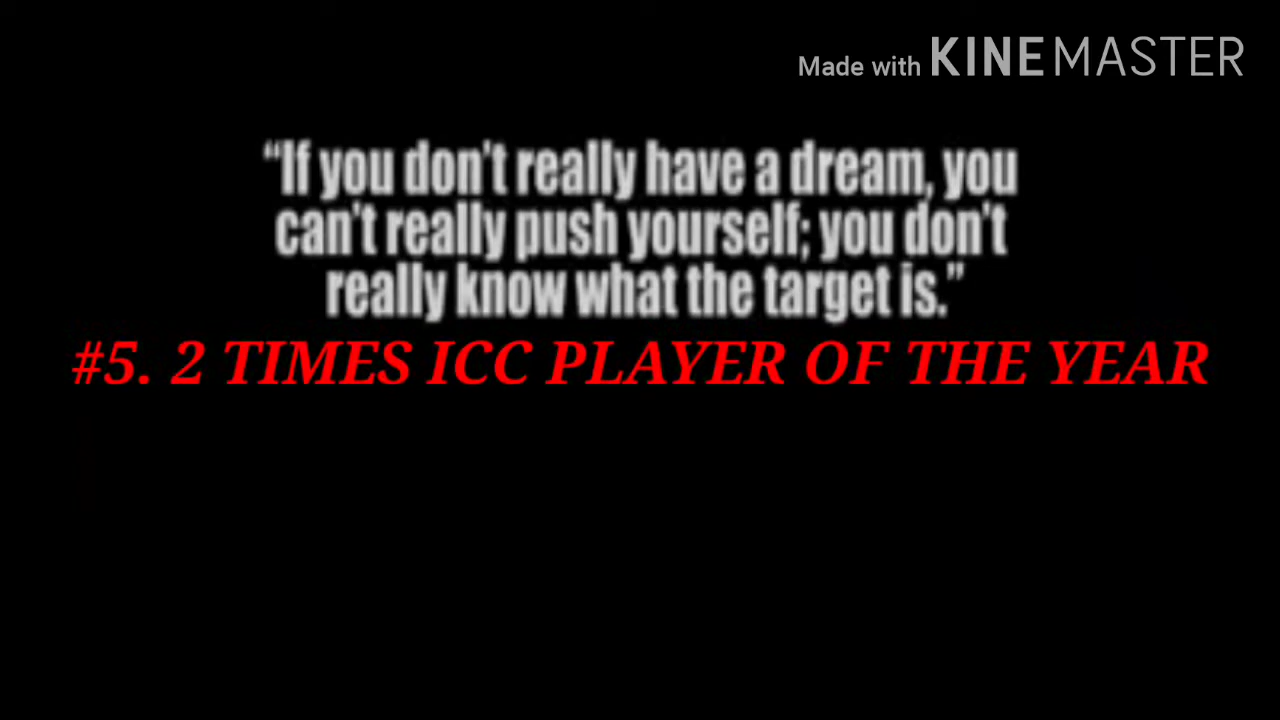 Made with KINEMASTER
“If you don't really have a dream, you
can't really push yourself; you don't
really know what the target is.”
#5. 2 TIMES ICC PLAYER OF THE YEAR